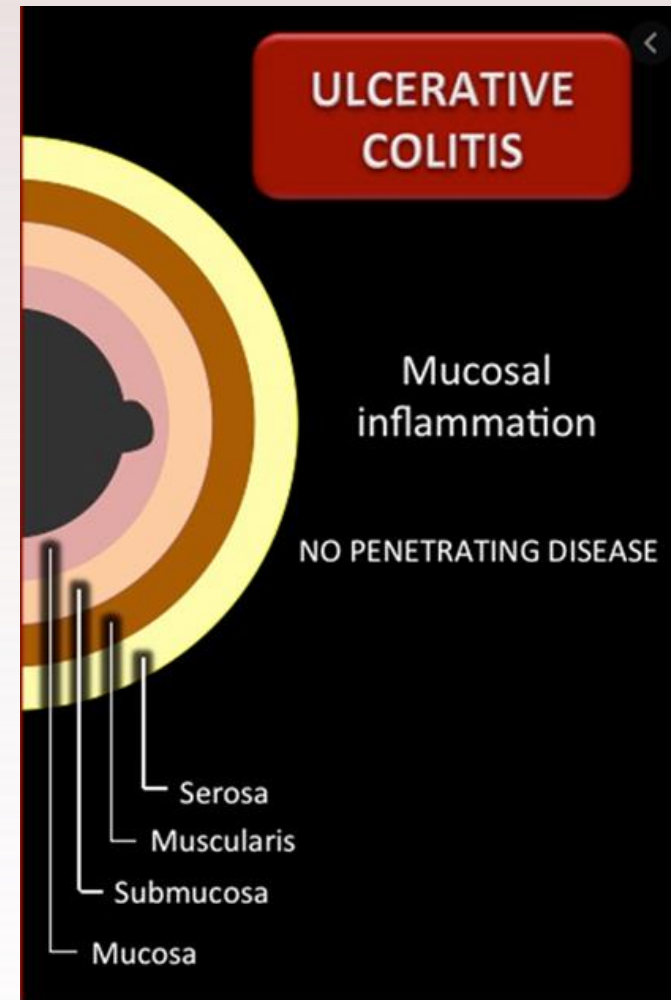 ULCERATIVE
COLITIS
Mucosal
inflammation
NO PENETRATING DISEASE
Serosa
Muscularis
Submucosa
Mucosa